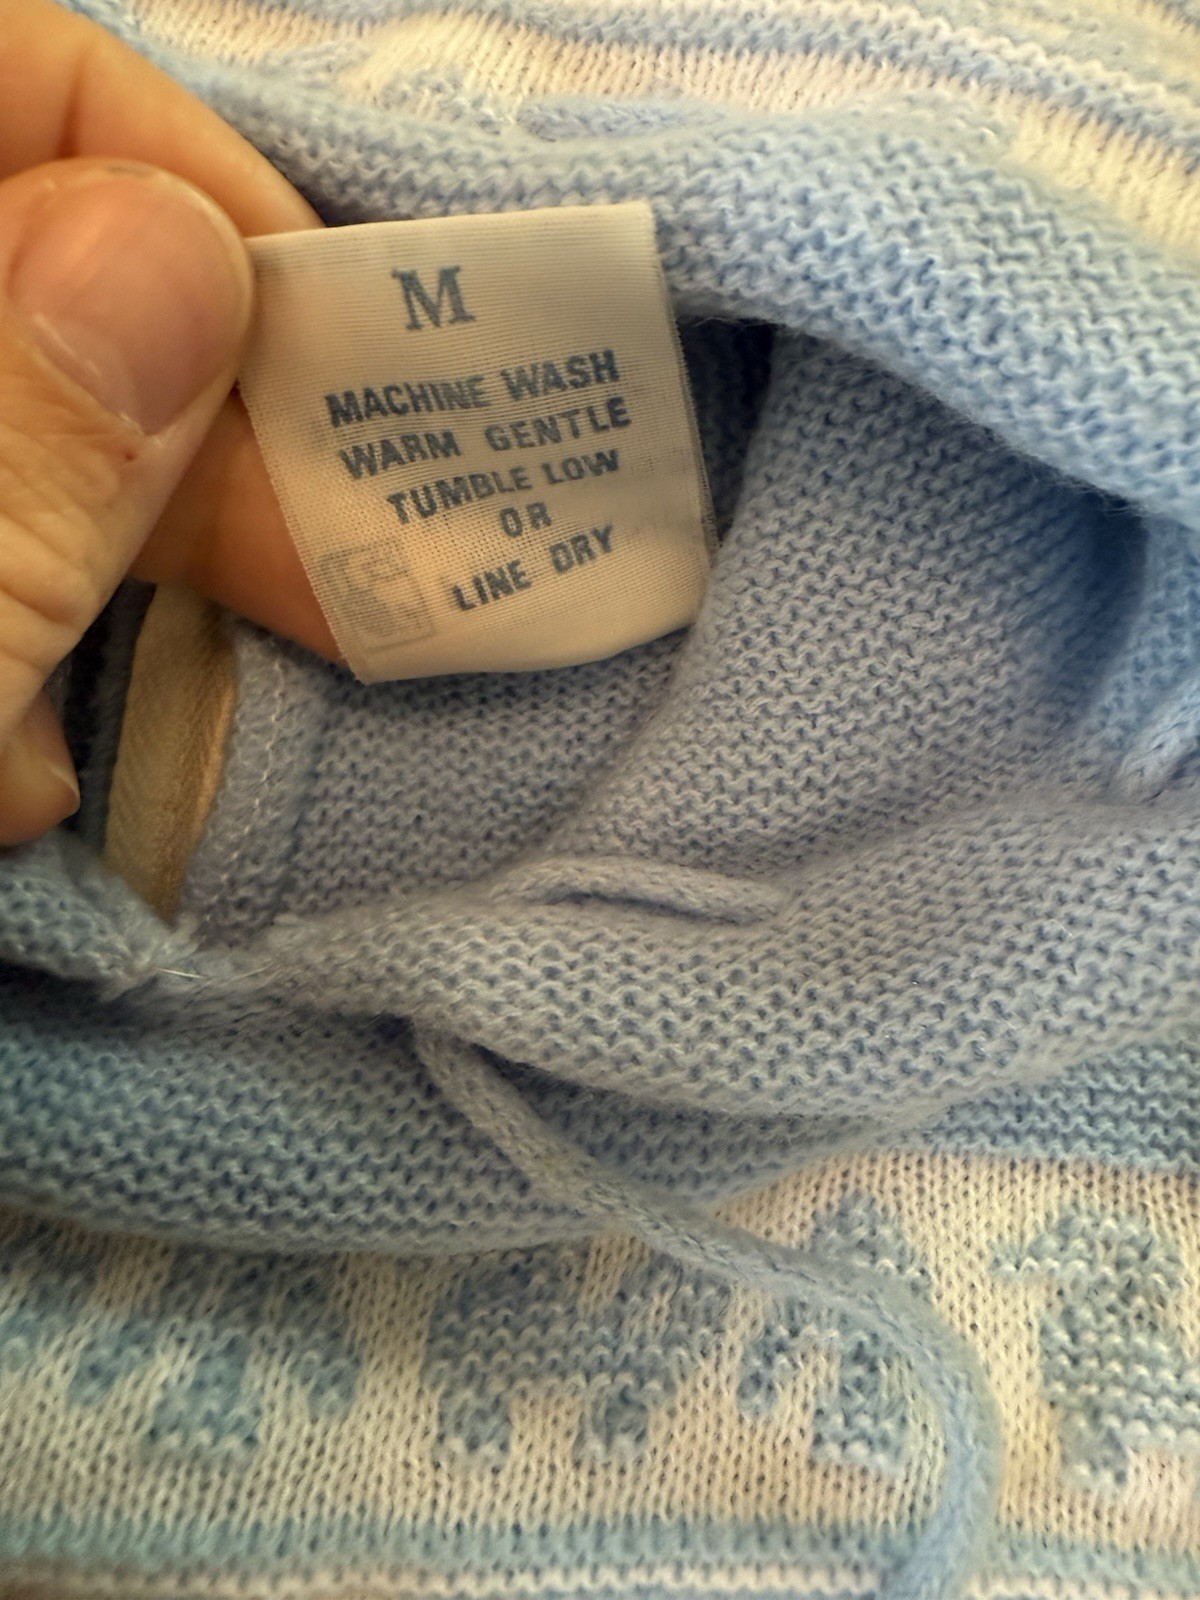 M
MACHINE WASH
WARM GENTLE
TUMBLE LOW
OR
LINE DRY